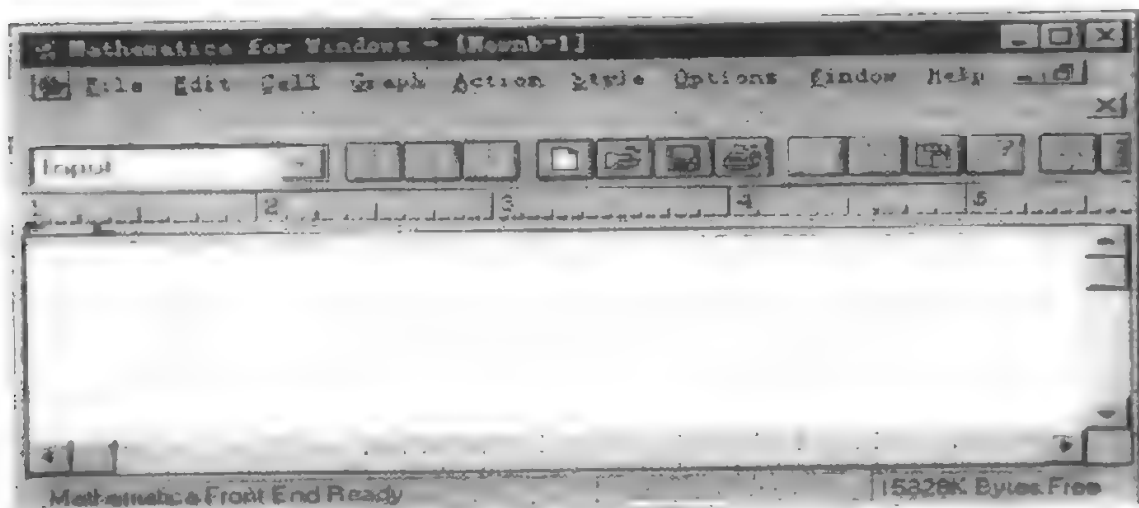 Mathematica for Windows - [Newnb-1]
File Edit Cell Graph Action Style Options Window Help
Input
1 2 3 4 5
Mathematica Front End Ready
15328K Bytes Free